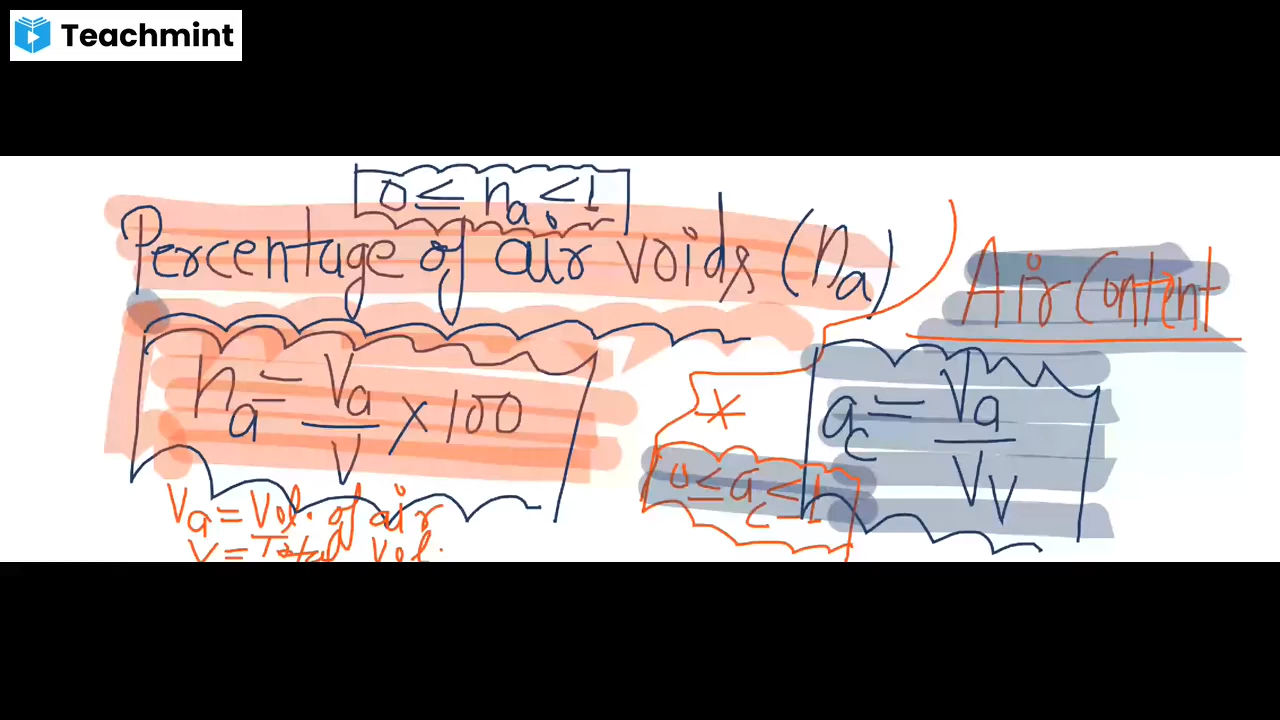 Teachmint
0 ≤ na < 1
Percentage of air voids (na)
na = Va/V × 100
Va = Vol. of air
V = Total Vol.
Air Content
ac = Va/Vv
*
0 ≤ ac ≤ 1